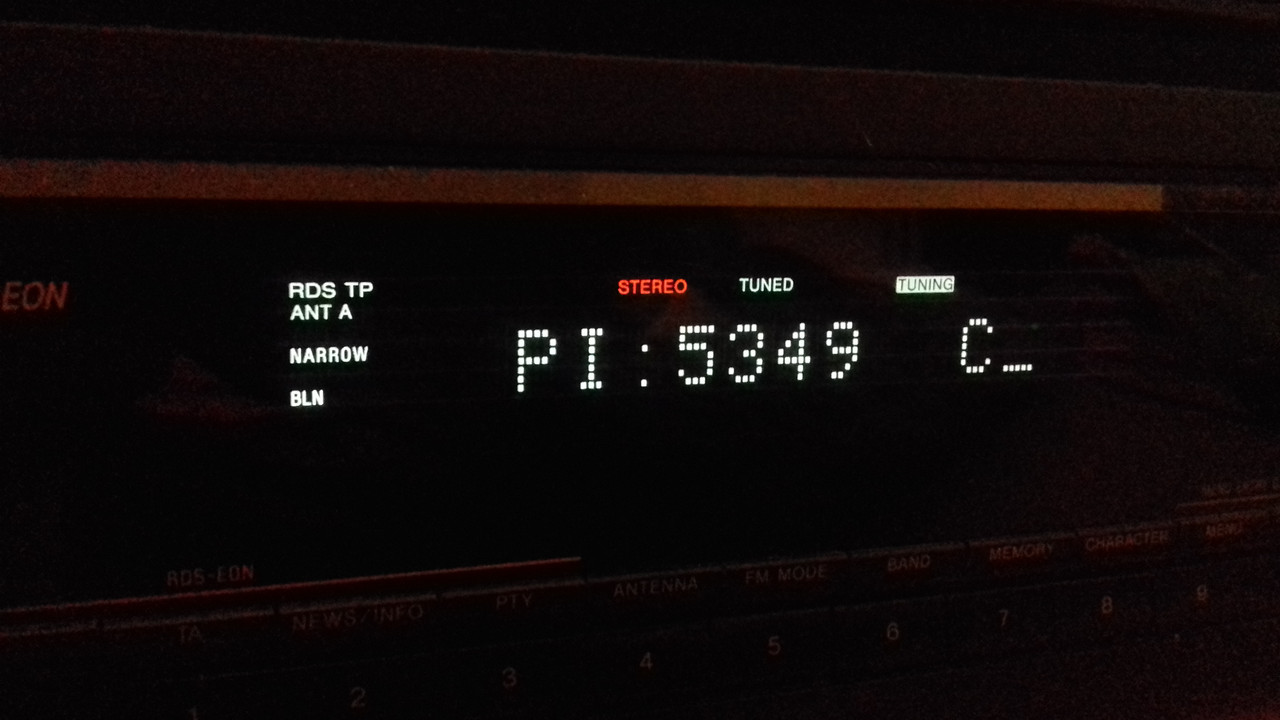 EON
RDS TP
ANT A
NARROW
BLN
STEREO
TUNED
TUNING
PI:5349 C_
RDS-EON
TA
NEWS/INFO
PTY
ANTENNA
FM MODE
BAND
MEMORY
CHARACTER
MENU
1
2
3
4
5
6
7
8
9